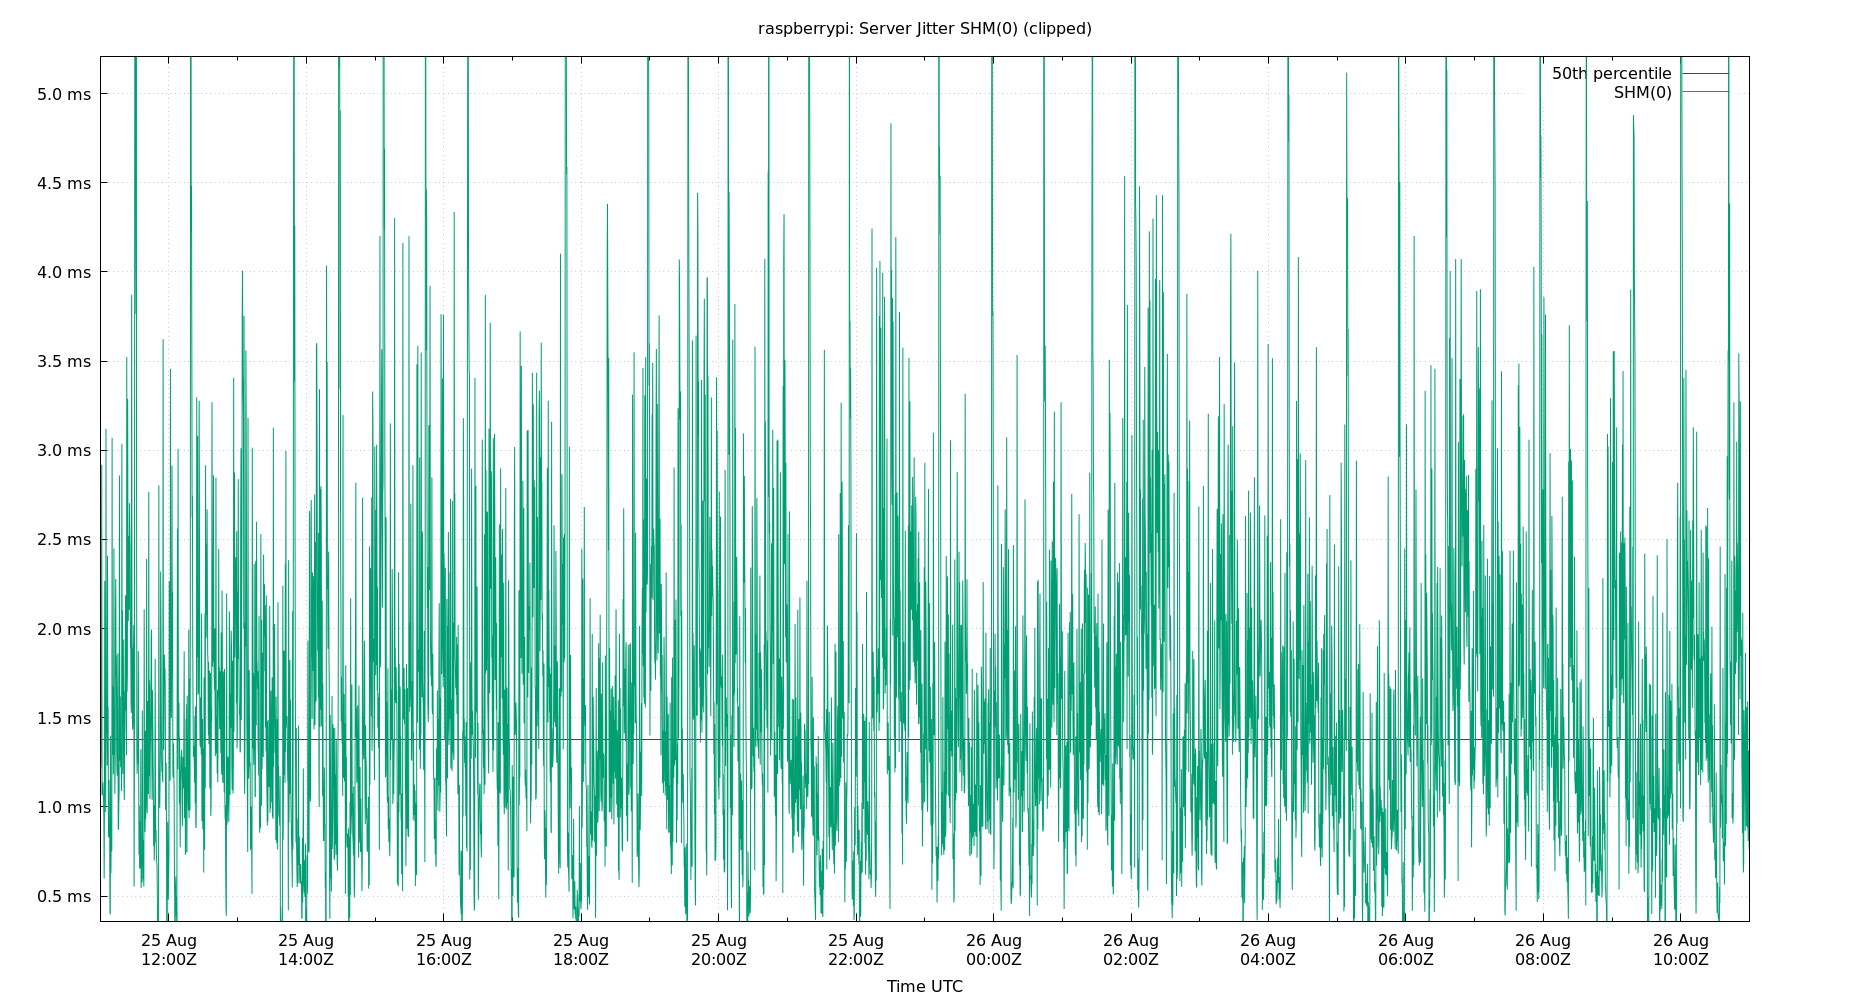 raspberrypi: Server Jitter SHM(0) (clipped)
50th percentile
SHM(0)
5.0 ms
4.5 ms
4.0 ms
3.5 ms
3.0 ms
2.5 ms
2.0 ms
1.5 ms
1.0 ms
0.5 ms
25 Aug 25 Aug 25 Aug 25 Aug 25 Aug 25 Aug 26 Aug 26 Aug 26 Aug 26 Aug 26 Aug 26 Aug
12:00Z 14:00Z 16:00Z 18:00Z 20:00Z 22:00Z 00:00Z 02:00Z 04:00Z 06:00Z 08:00Z 10:00Z
Time UTC